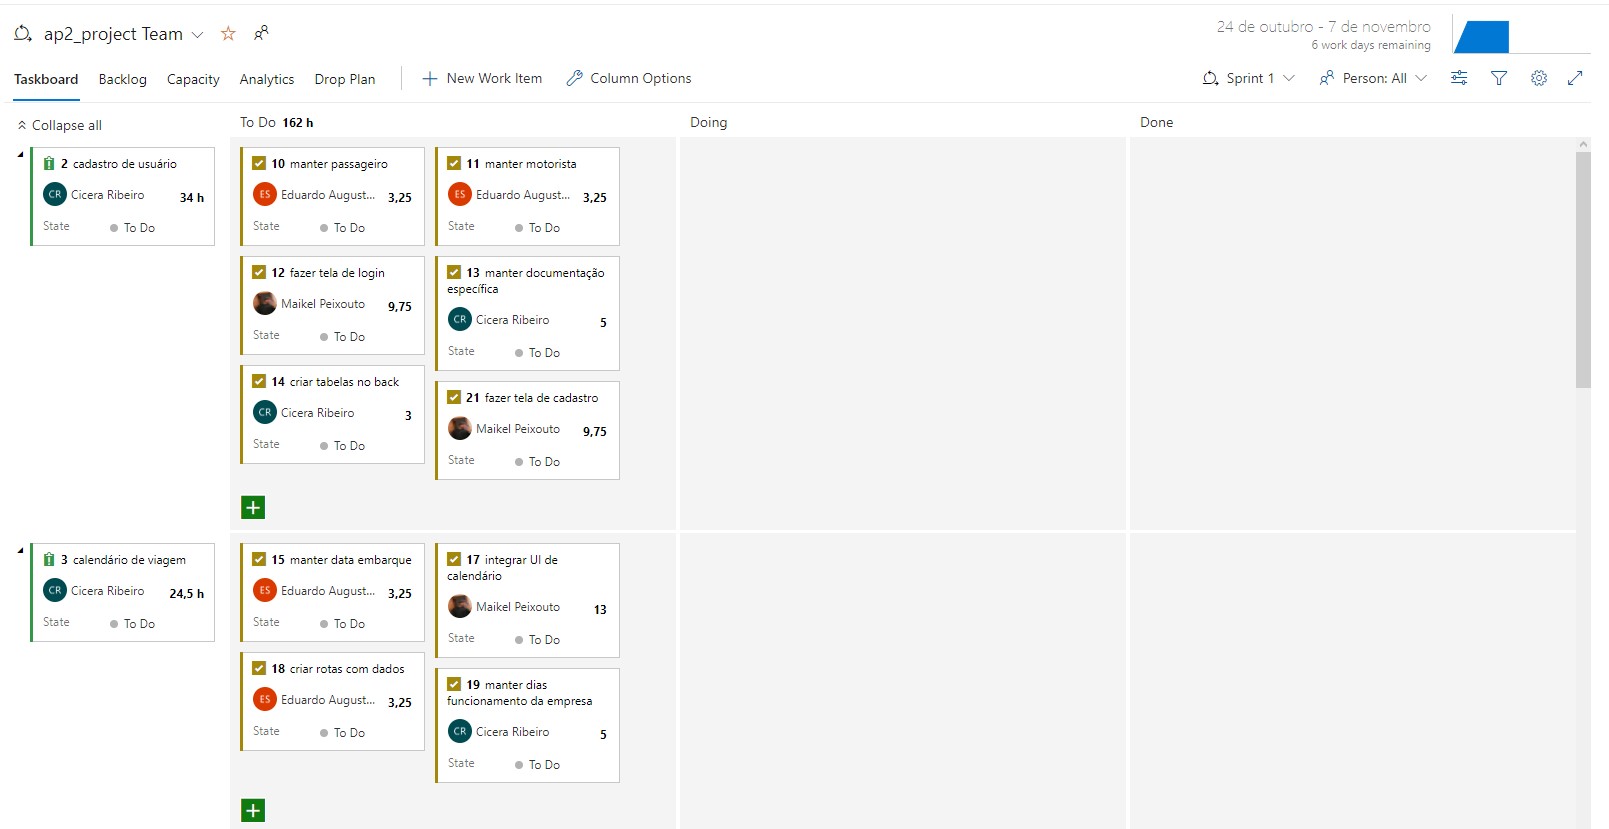 ap2_project Team
24 de outubro - 7 de novembro
6 work days remaining
Taskboard Backlog Capacity Analytics Drop Plan New Work Item Column Options Sprint 1 Person: All
Collapse all
To Do 162 h
Doing
Done
2 cadastro de usuário
CR Cicera Ribeiro 34 h
State To Do
10 manter passageiro
ES Eduardo August... 3,25
State To Do
11 manter motorista
ES Eduardo August... 3,25
State To Do
12 fazer tela de login
Maikel Peixouto 9,75
State To Do
13 manter documentação
específica
CR Cicera Ribeiro 5
State To Do
14 criar tabelas no back
CR Cicera Ribeiro 3
State To Do
21 fazer tela de cadastro
Maikel Peixouto 9,75
State To Do
3 calendário de viagem
CR Cicera Ribeiro 24,5 h
State To Do
15 manter data embarque
ES Eduardo August... 3,25
State To Do
17 integrar UI de
calendário
Maikel Peixouto 13
State To Do
18 criar rotas com dados
ES Eduardo August... 3,25
State To Do
19 manter dias
funcionamento da empresa
CR Cicera Ribeiro 5
State To Do